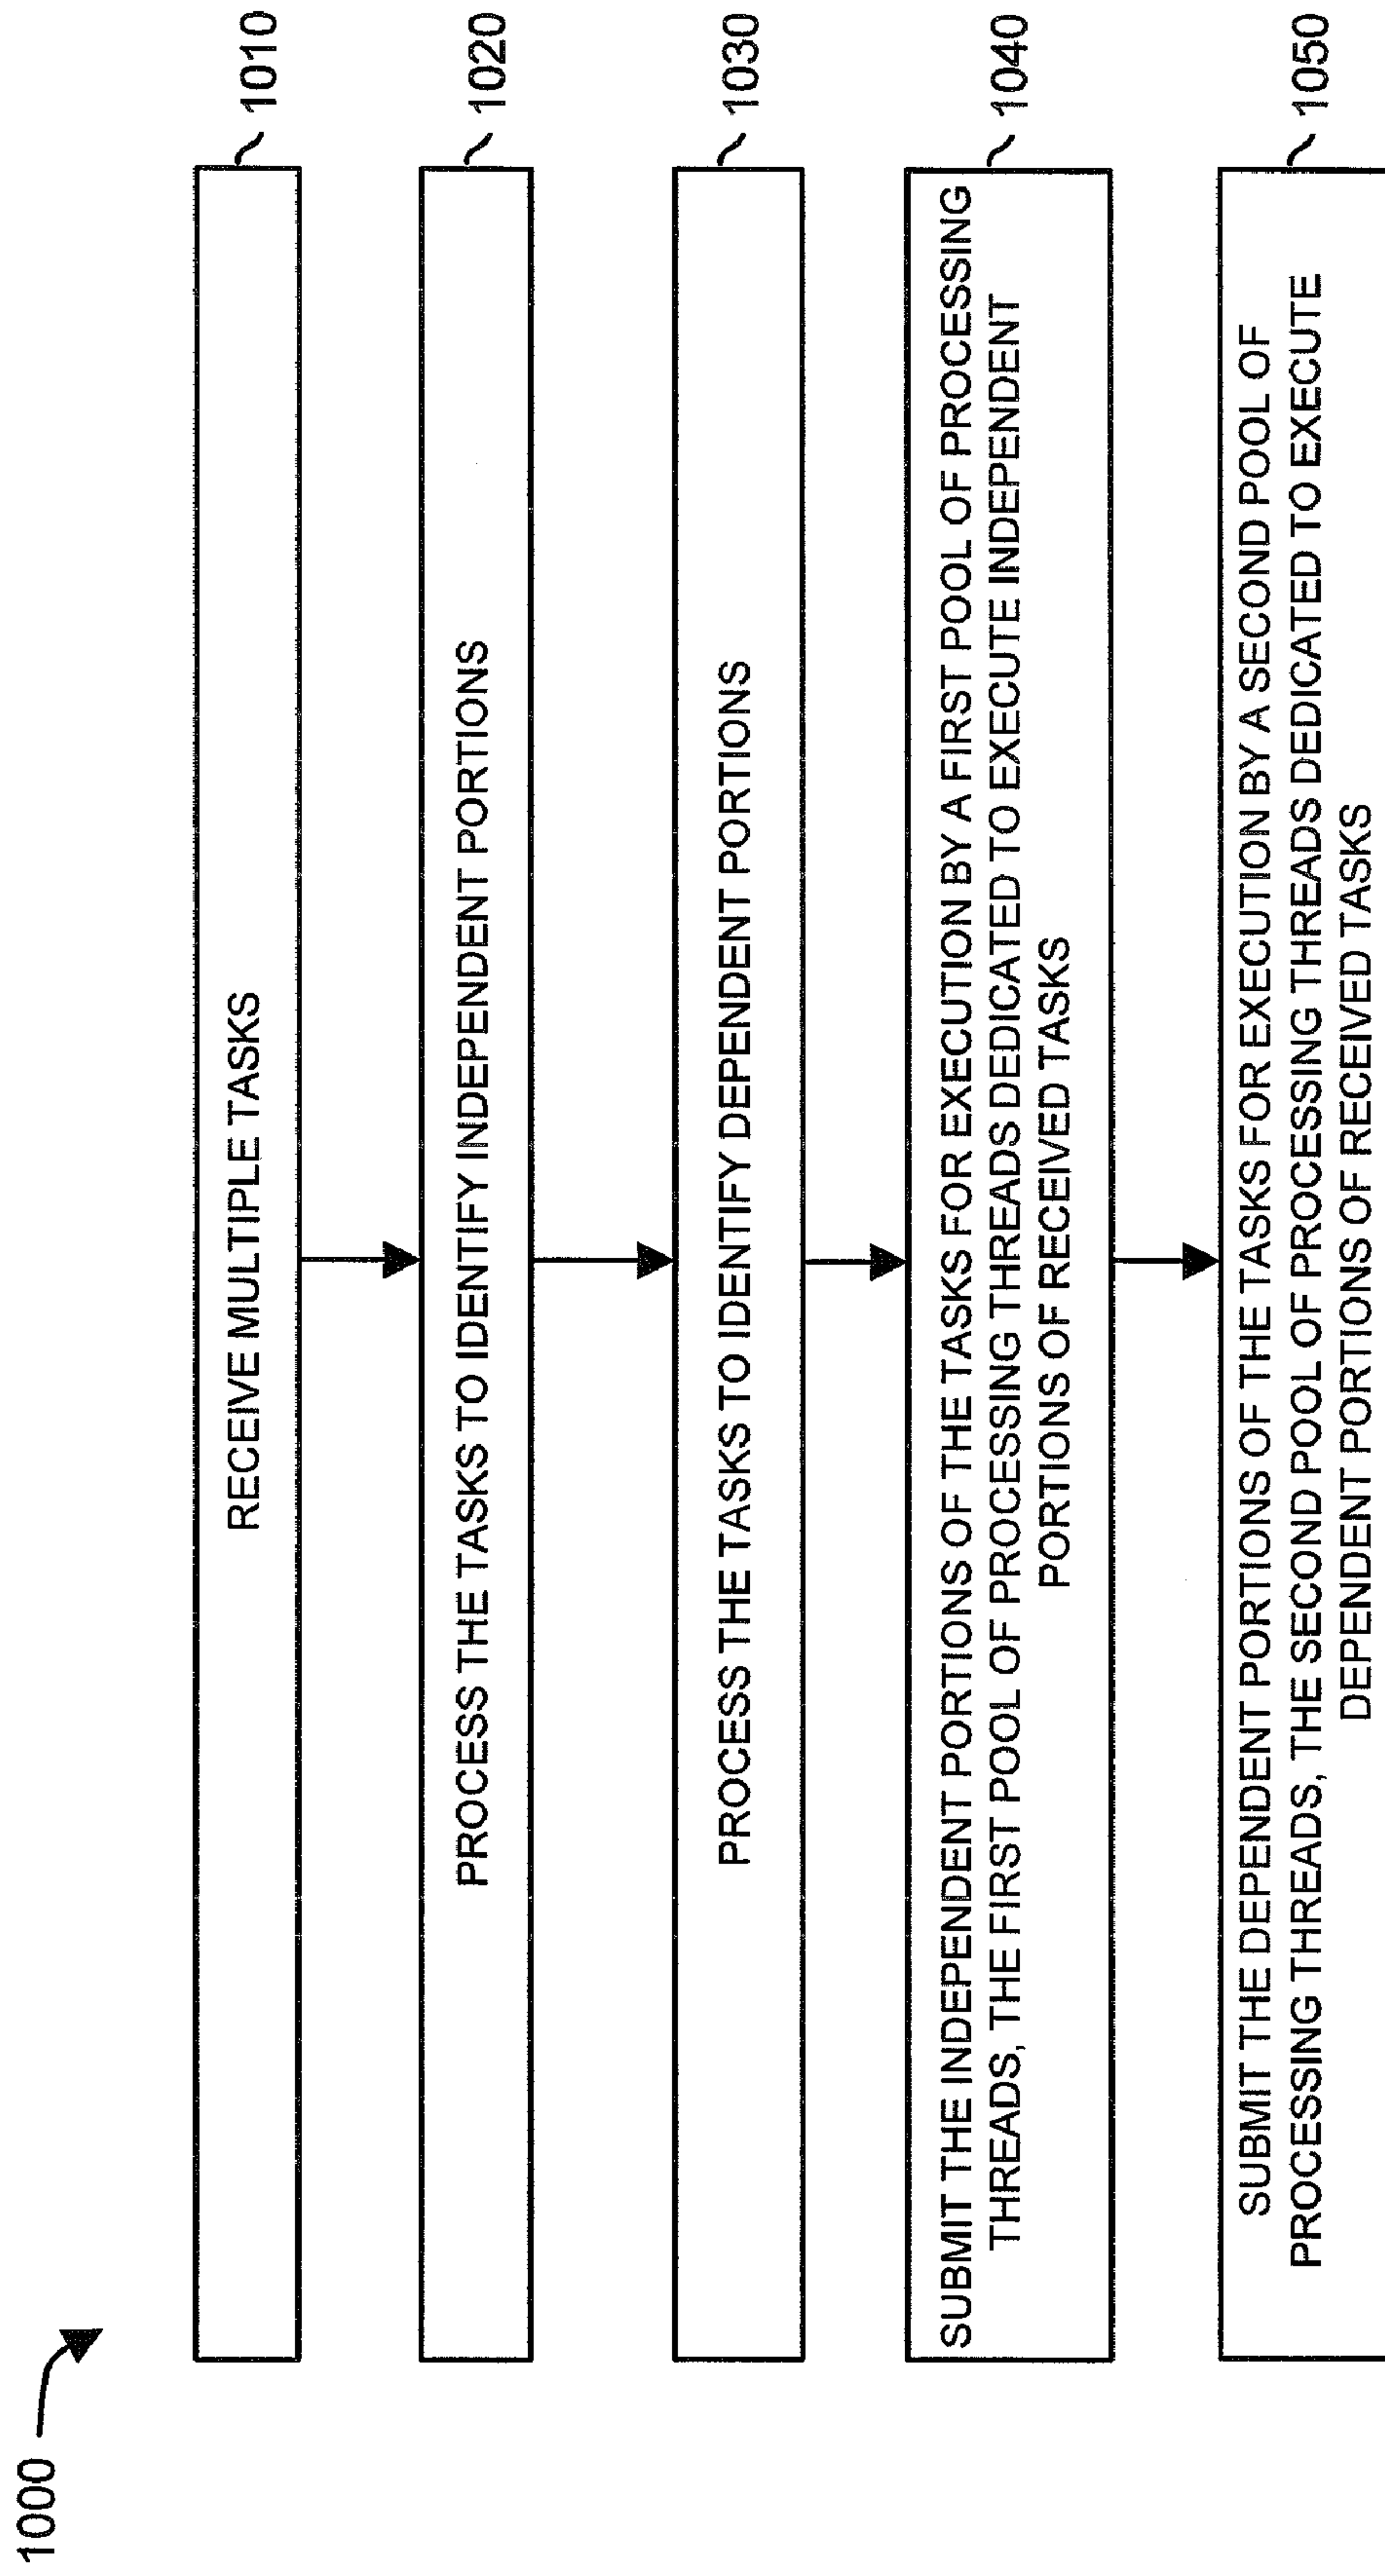 1000
RECEIVE MULTIPLE TASKS
1010
PROCESS THE TASKS TO IDENTIFY INDEPENDENT PORTIONS
1020
PROCESS THE TASKS TO IDENTIFY DEPENDENT PORTIONS
1030
SUBMIT THE INDEPENDENT PORTIONS OF THE TASKS FOR EXECUTION BY A FIRST POOL OF PROCESSING
THREADS, THE FIRST POOL OF PROCESSING THREADS DEDICATED TO EXECUTE INDEPENDENT
PORTIONS OF RECEIVED TASKS
1040
SUBMIT THE DEPENDENT PORTIONS OF THE TASKS FOR EXECUTION BY A SECOND POOL OF
PROCESSING THREADS, THE SECOND POOL OF PROCESSING THREADS DEDICATED TO EXECUTE
DEPENDENT PORTIONS OF RECEIVED TASKS
1050